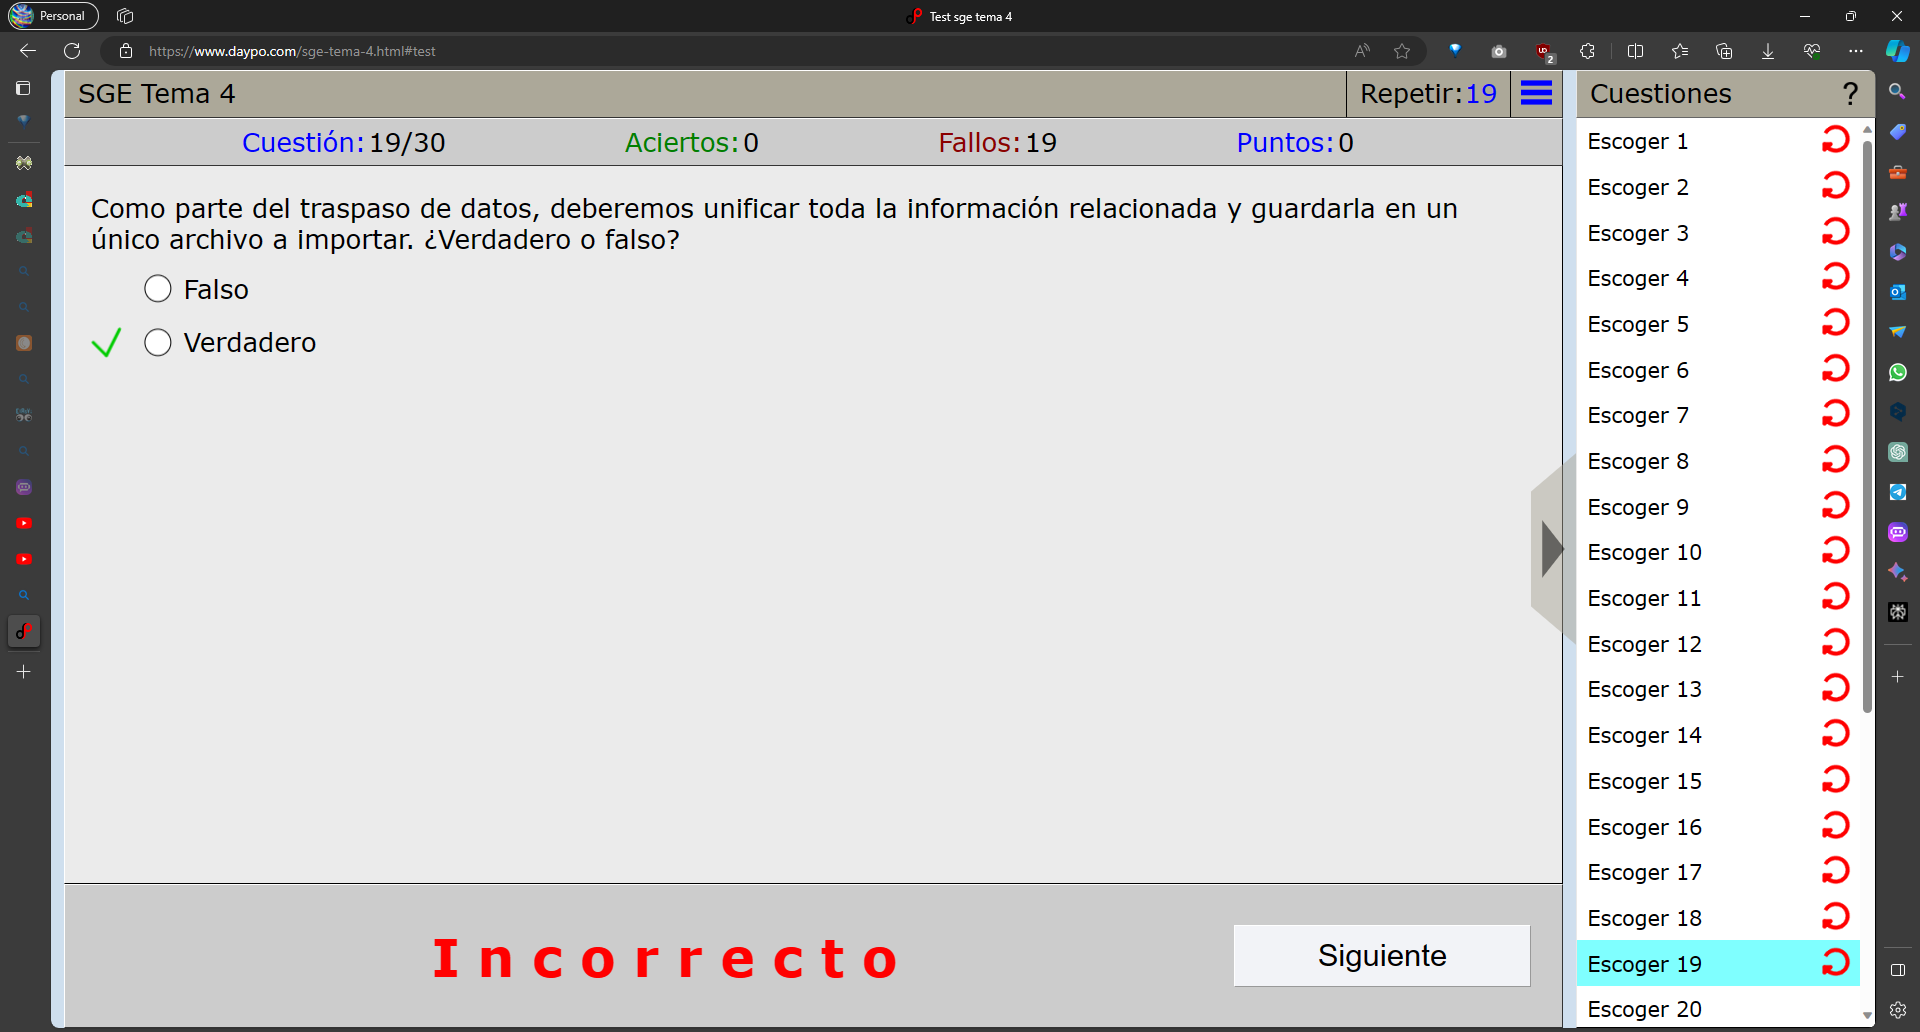 Personal
Test sge tema 4
https://www.daypo.com/sge-tema-4.html#test
2
SGE Tema 4
Repetir:19
Cuestiones
?
Cuestión:19/30
Aciertos:0
Fallos:19
Puntos:0
Como parte del traspaso de datos, deberemos unificar toda la información relacionada y guardarla en un
único archivo a importar. ¿Verdadero o falso?
Falso
Verdadero
Incorrecto
Siguiente
Escoger 1
Escoger 2
Escoger 3
Escoger 4
Escoger 5
Escoger 6
Escoger 7
Escoger 8
Escoger 9
Escoger 10
Escoger 11
Escoger 12
Escoger 13
Escoger 14
Escoger 15
Escoger 16
Escoger 17
Escoger 18
Escoger 19
Escoger 20